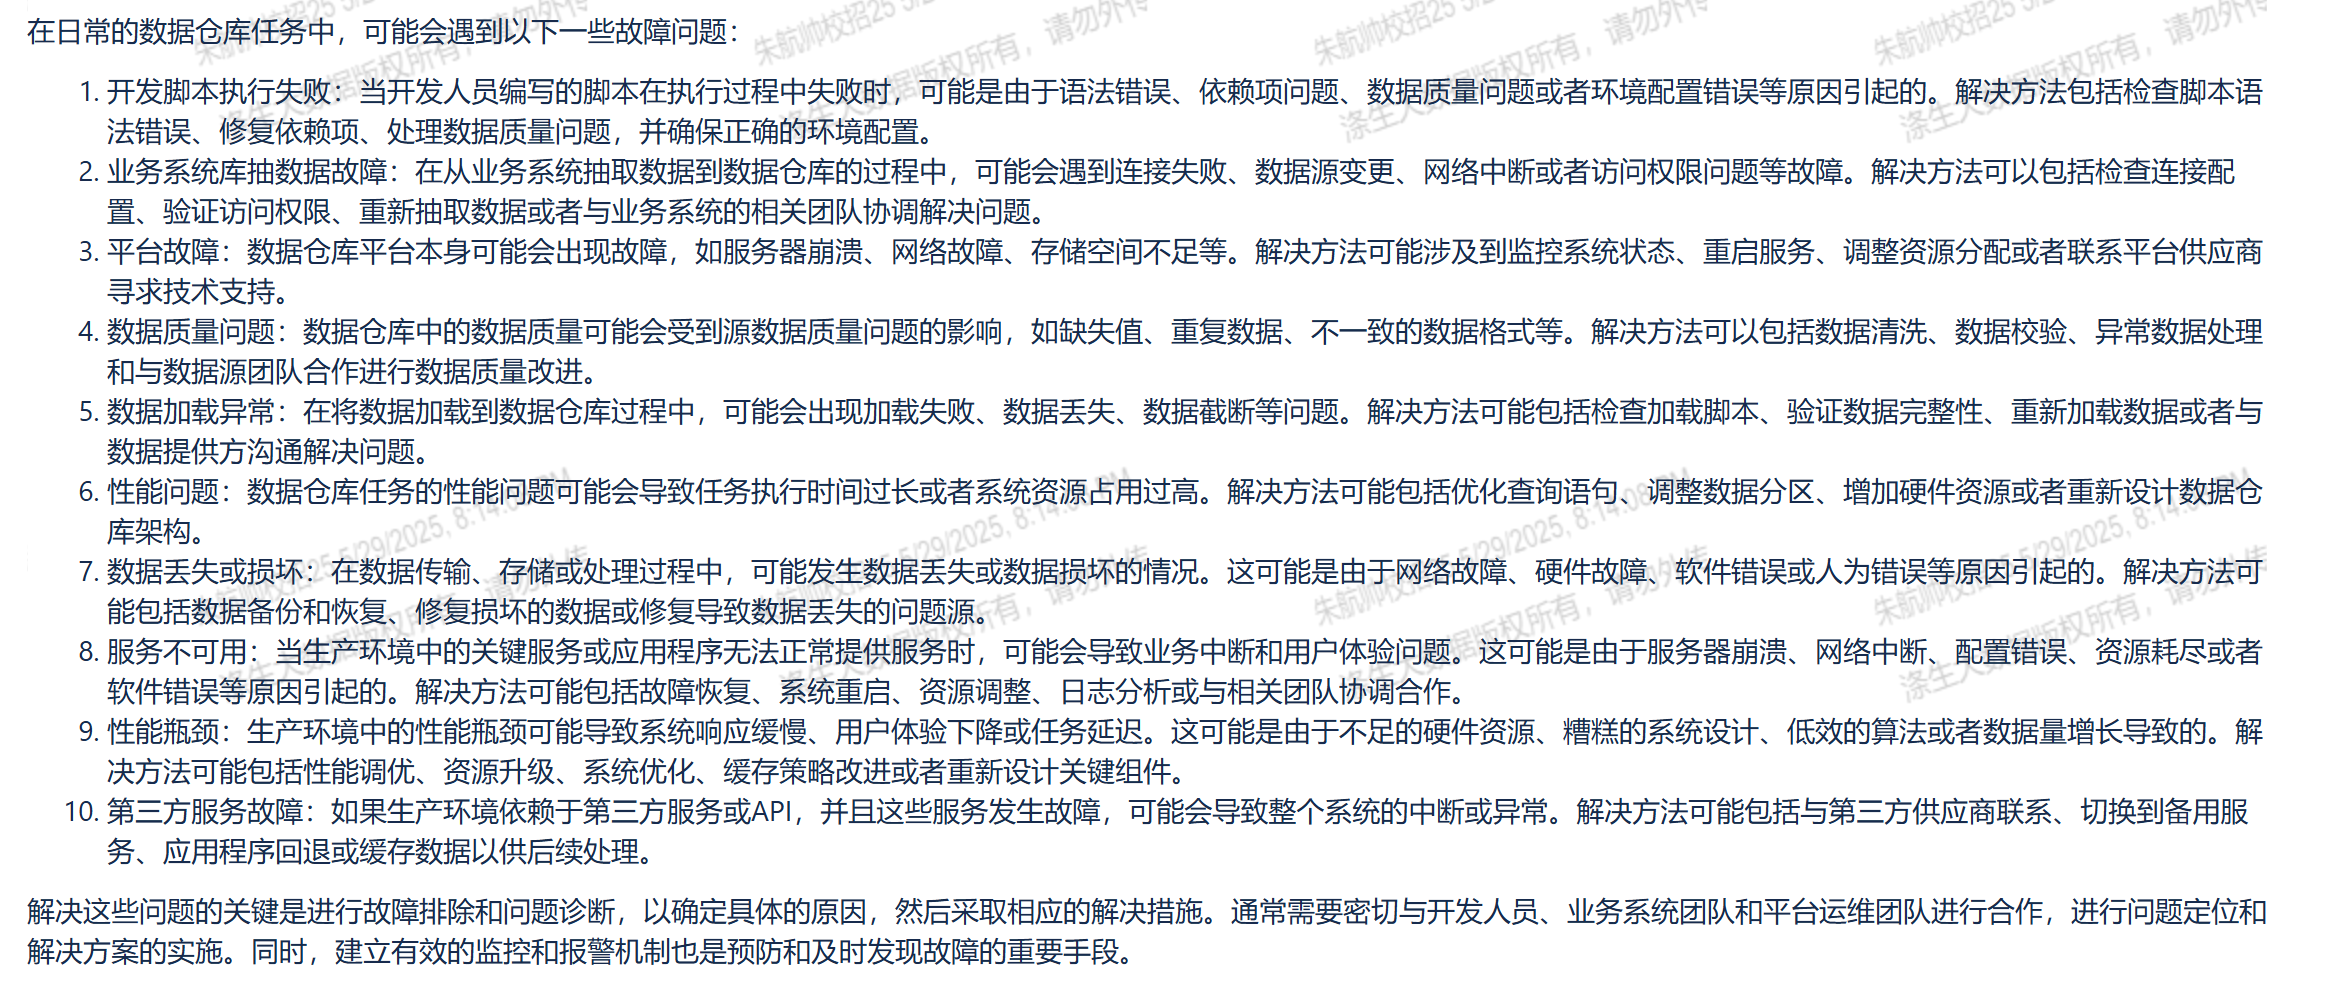 在日常的数据仓库任务中，可能会遇到以下一些故障问题：
1. 开发脚本执行失败：当开发人员编写的脚本在执行过程中失败时，可能是由于语法错误、依赖项问题、数据质量问题或者环境配置错误等原因引起的。解决方法包括检查脚本语
法错误、修复依赖项、处理数据质量问题，并确保正确的环境配置。
2. 业务系统库抽数据故障：在从业务系统抽取数据到数据仓库的过程中，可能会遇到连接失败、数据源变更、网络中断或者访问权限问题等故障。解决方法可以包括检查连接配
置、验证访问权限、重新抽取数据或者与业务系统的相关团队协调解决问题。
3. 平台故障：数据仓库平台本身可能会出现故障，如服务器崩溃、网络故障、存储空间不足等。解决方法可能涉及到监控系统状态、重启服务、调整资源分配或者联系平台供应商
寻求技术支持。
4. 数据质量问题：数据仓库中的数据质量可能会受到源数据质量问题的影响，如缺失值、重复数据、不一致的数据格式等。解决方法可以包括数据清洗、数据校验、异常数据处理
和与数据源团队合作进行数据质量改进。
5. 数据加载异常：在将数据加载到数据仓库过程中，可能会出现加载失败、数据丢失、数据截断等问题。解决方法可能包括检查加载脚本、验证数据完整性、重新加载数据或者与
数据提供方沟通解决问题。
6. 性能问题：数据仓库任务的性能问题可能会导致任务执行时间过长或者系统资源占用过高。解决方法可能包括优化查询语句、调整数据分区、增加硬件资源或者重新设计数据仓
库架构。
7. 数据丢失或损坏：在数据传输、存储或处理过程中，可能发生数据丢失或数据损坏的情况。这可能是由于网络故障、硬件故障、软件错误或人为错误等原因引起的。解决方法可
能包括数据备份和恢复、修复损坏的数据或修复导致数据丢失的问题源。
8. 服务不可用：当生产环境中的关键服务或应用程序无法正常提供服务时，可能会导致业务中断和用户体验问题。这可能是由于服务器崩溃、网络中断、配置错误、资源耗尽或者
软件错误等原因引起的。解决方法可能包括故障恢复、系统重启、资源调整、日志分析或与相关团队协调合作。
9. 性能瓶颈：生产环境中的性能瓶颈可能导致系统响应缓慢、用户体验下降或任务延迟。这可能是由于不足的硬件资源、糟糕的系统设计、低效的算法或者数据量增长导致的。解
决方法可能包括性能调优、资源升级、系统优化、缓存策略改进或者重新设计关键组件。
10. 第三方服务故障：如果生产环境依赖于第三方服务或API，并且这些服务发生故障，可能会导致整个系统的中断或异常。解决方法可能包括与第三方供应商联系、切换到备用服
务、应用程序回退或缓存数据以供后续处理。
解决这些问题的关键是进行故障排除和问题诊断，以确定具体的原因，然后采取相应的解决措施。通常需要密切与开发人员、业务系统团队和平台运维团队进行合作，进行问题定位和
解决方案的实施。同时，建立有效的监控和报警机制也是预防和及时发现故障的重要手段。
朱航帅校招25 5/29/2025, 8:14:08 PM
涤生大数据版权所有，请勿外传